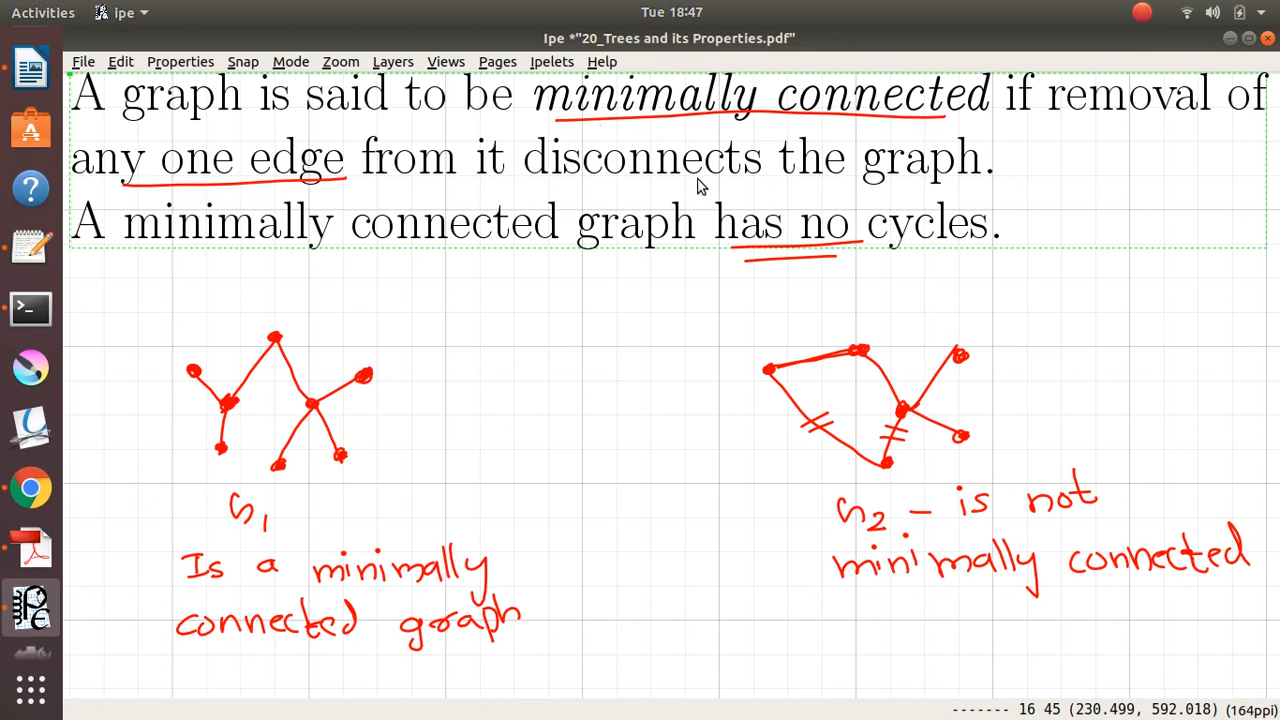 Activities ipe Tue 18:47
Ipe *"20_Trees and its Properties.pdf"
File Edit Properties Snap Mode Zoom Layers Views Pages Ipelets Help
A graph is said to be minimally connected if removal of
any one edge from it disconnects the graph.
A minimally connected graph has no cycles.
G1
Is a minimally
connected graph
G2 - is not
minimally connected
------- 16 45 (230.499, 592.018) (164ppi)